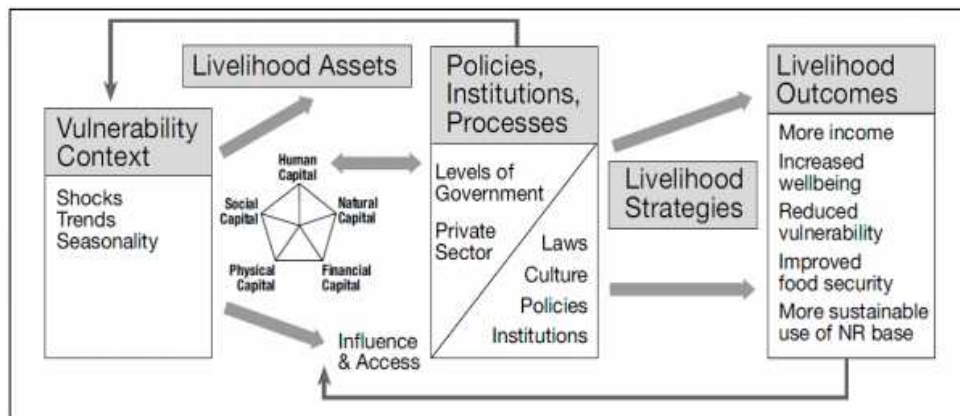 Vulnerability
Context
Shocks
Trends
Seasonality
Livelihood Assets
Human
Capital
Social
Capital
Natural
Capital
Physical
Capital
Financial
Capital
Influence
& Access
Policies,
Institutions,
Processes
Levels of
Government
Private
Sector
Laws
Culture
Policies
Institutions
Livelihood
Strategies
Livelihood
Outcomes
More income
Increased
wellbeing
Reduced
vulnerability
Improved
food security
More sustainable
use of NR base